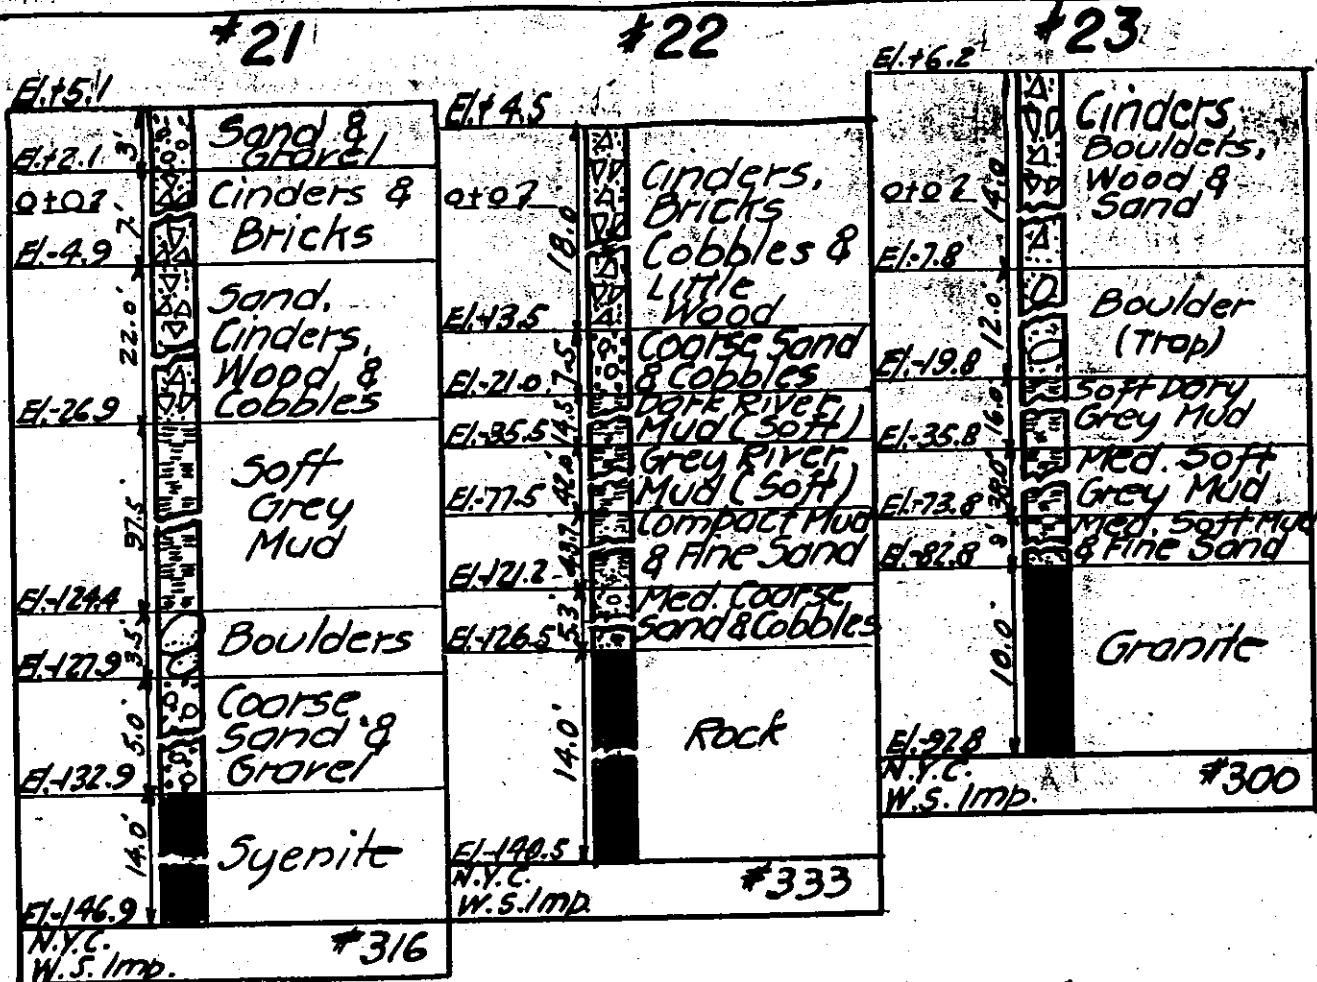 #21
El.+5.1
3'
Sand &
Gravel
El.+2.1
7'
Cinders &
Bricks
0±0?
El.-4.9
22.0'
Sand,
Cinders,
Wood &
Cobbles
El.-26.9
97.5'
Soft
Grey
Mud
El.-124.4
3.5'
Boulders
El.-127.9
5.0'
Coarse
Sand &
Gravel
El.-132.9
14.0'
Syenite
El.-146.9
N.Y.C.
W.S. Imp.
#316
#22
El.+4.5
0±0?
18.0
Cinders,
Bricks
Cobbles &
Little
Wood
El.-13.5
7.5
Coarse Sand
& Cobbles
El.-21.0
14.5
Dark River
Mud (Soft)
El.-35.5
42.0'
Grey River
Mud (Soft)
El.-77.5
43.7
Compact Mud
& Fine Sand
El.-121.2
5.3'
Med. Coarse
Sand & Cobbles
El.-126.5
14.0'
Rock
El.-140.5
N.Y.C.
W.S. Imp.
#333
#23
El.+6.2
0±0?
14.0
Cinders,
Boulders,
Wood &
Sand
El.-7.8
12.0'
Boulder
(Trap)
El.-19.8
16.0
Soft Dary
Grey Mud
El.-35.8
38.0'
Med. Soft
Grey Mud
El.-73.8
9'
Med. Soft Mud
& Fine Sand
El.-82.8
10.0'
Granite
El.-92.8
N.Y.C.
W.S. Imp.
#300